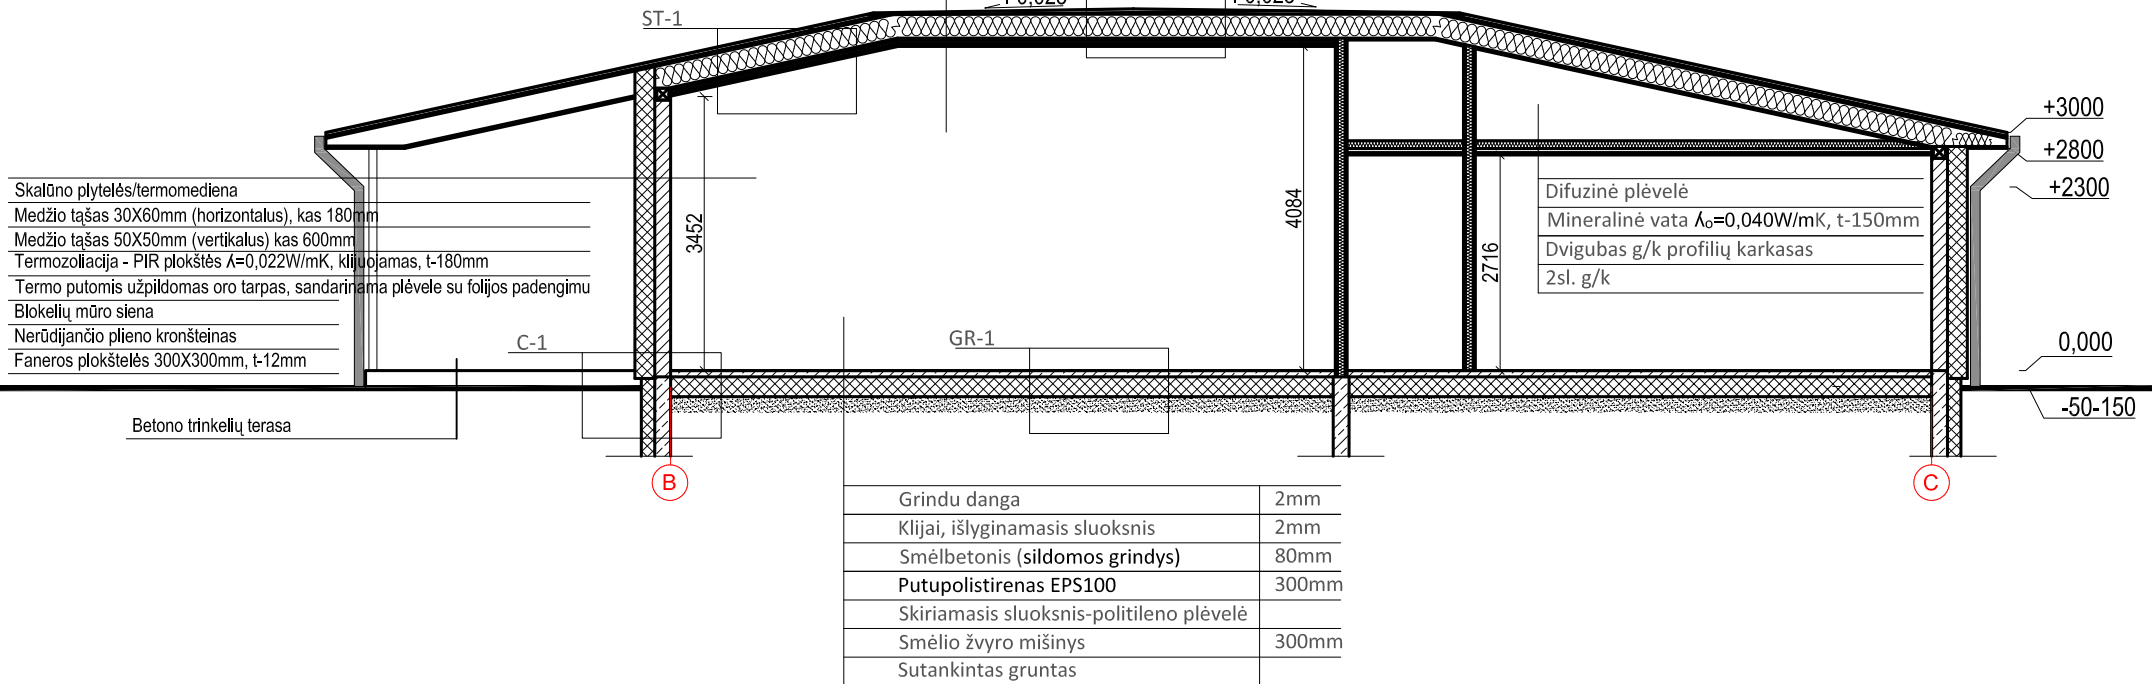 ST-1
+3000
+2800
+2300
Skalūno plytelės/termomediena
Medžio tąšas 30X60mm (horizontalus), kas 180mm
Medžio tąšas 50X50mm (vertikalus) kas 600mm
Termozoliacija - PIR plokštės ʎ=0,022W/mK, klijuojamas, t-180mm
Termo putomis užpildomas oro tarpas, sandarinama plėvele su folijos padengimu
Blokelių mūro siena
Nerūdijančio plieno kronšteinas
Faneros plokštelės 300X300mm, t-12mm
3452
4084
2716
Difuzinė plėvelė
Mineralinė vata ʎₒ=0,040W/mK, t-150mm
Dvigubas g/k profilių karkasas
2sl. g/k
C-1
GR-1
0,000
-50-150
Betono trinkelių terasa
B
C
Grindu danga 2mm
Klijai, išlyginamasis sluoksnis 2mm
Smėlbetonis (sildomos grindys) 80mm
Putupolistirenas EPS100 300mm
Skiriamasis sluoksnis-politileno plėvelė
Smėlio žvyro mišinys 300mm
Sutankintas gruntas